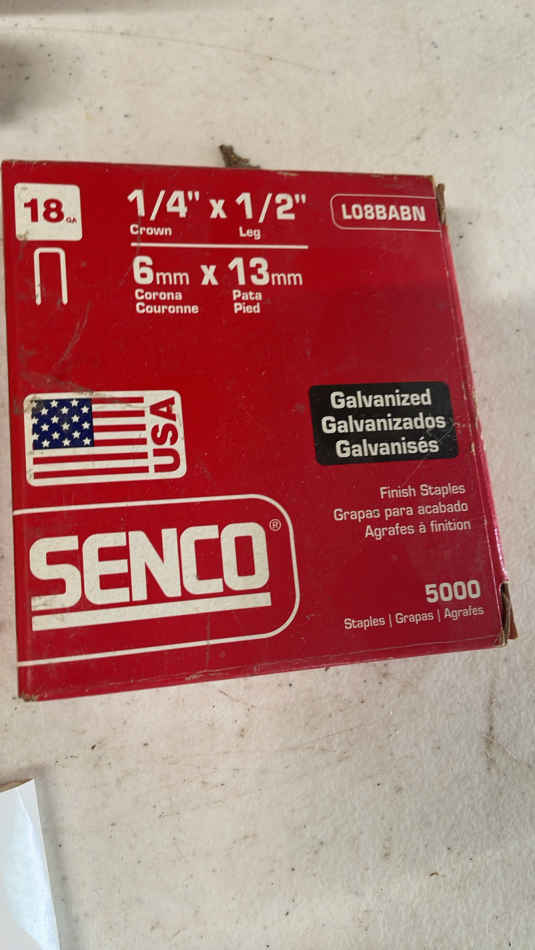 18 GA
1/4" x 1/2"
Crown Leg
6mm x 13mm
Corona Pata
Couronne Pied
L08BABN
USA
Galvanized
Galvanizados
Galvanisés
Finish Staples
Grapas para acabado
Agrafes à finition
SENCO®
5000
Staples | Grapas | Agrafes